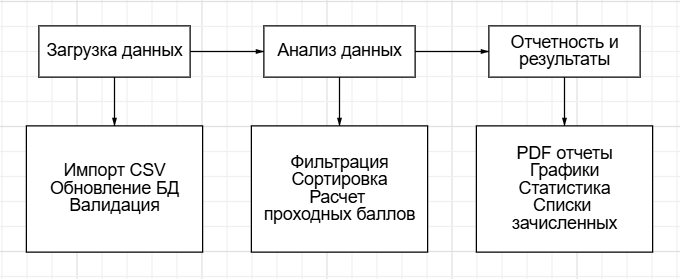 Загрузка данных
Анализ данных
Отчетность и
результаты
Импорт CSV
Обновление БД
Валидация
Фильтрация
Сортировка
Расчет
проходных баллов
PDF отчеты
Графики
Статистика
Списки
зачисленных